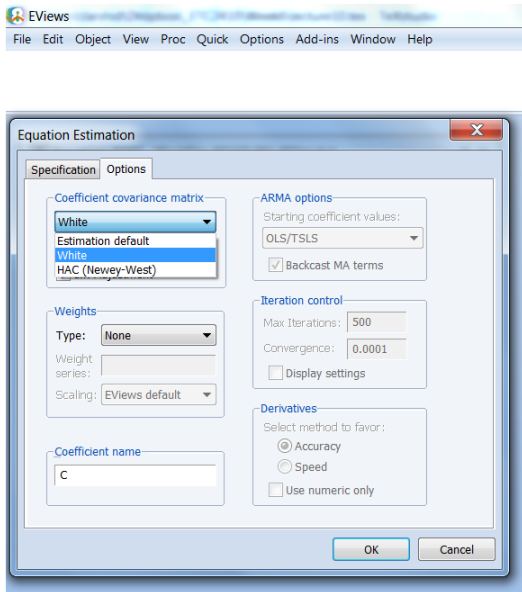 EViews
File Edit Object View Proc Quick Options Add-ins Window Help
Equation Estimation
Specification Options
Coefficient covariance matrix
White
Estimation default
White
HAC (Newey-West)
Weights
Type: None
Weight
series:
Scaling: EViews default
Coefficient name
C
ARMA options
Starting coefficient values:
OLS/TSLS
Backcast MA terms
Iteration control
Max Iterations: 500
Convergence: 0.0001
Display settings
Derivatives
Select method to favor:
Accuracy
Speed
Use numeric only
OK Cancel